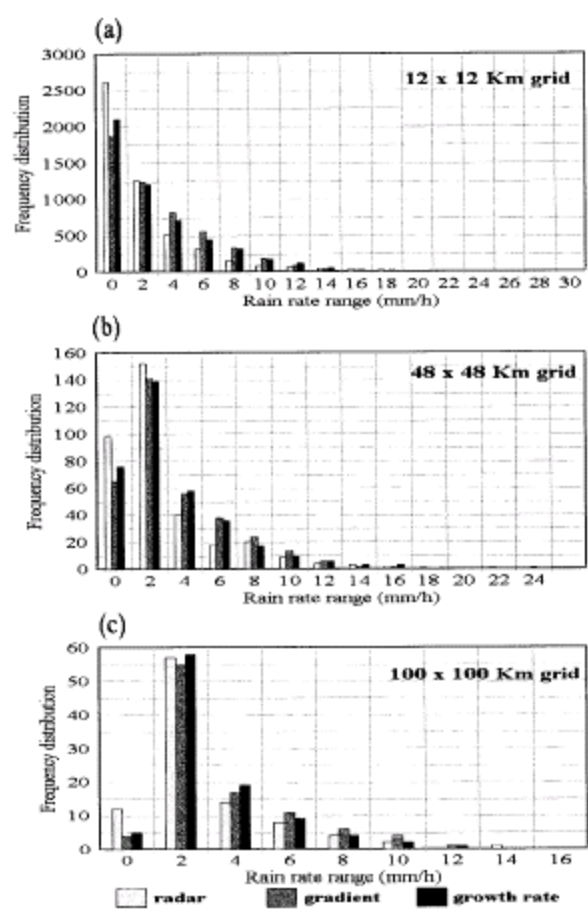 (a)
3000
2500
2000
1500
1000
500
0
Frequency distribution
12 x 12 Km grid
0 2 4 6 8 10 12 14 16 18 20 22 24 26 28 30
Rain rate range (mm/h)
(b)
160
140
120
100
80
60
40
20
0
Frequency distribution
48 x 48 Km grid
0 2 4 6 8 10 12 14 16 18 20 22 24
Rain rate range (mm/h)
(c)
60
50
40
30
20
10
0
Frequency distribution
100 x 100 Km grid
0 2 4 6 8 10 12 14 16
Rain rate range (mm/h)
radar gradient growth rate